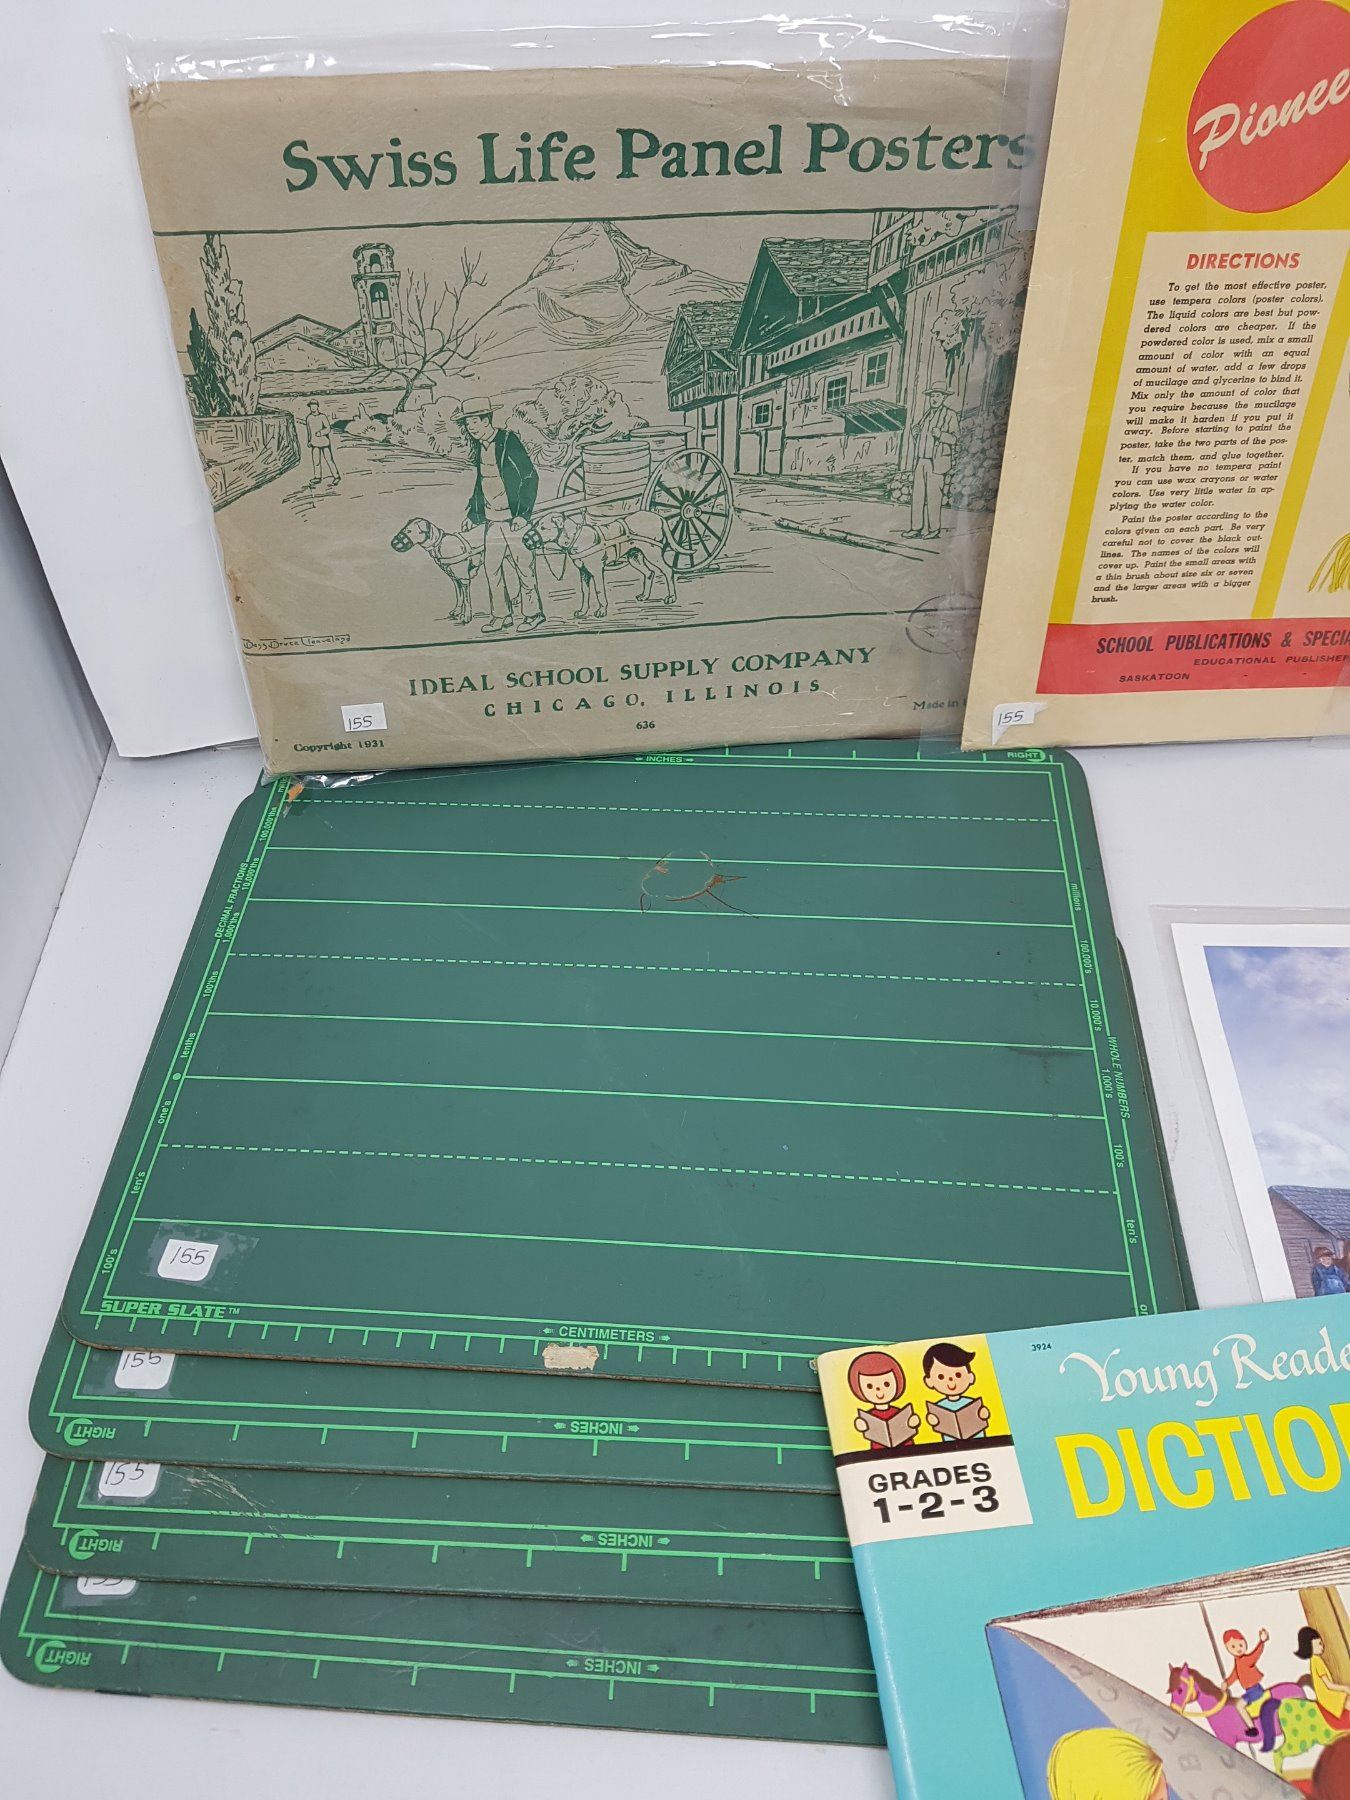 Swiss Life Panel Posters
IDEAL SCHOOL SUPPLY COMPANY
CHICAGO, ILLINOIS
636
Copyright 1931
Made in
155
DIRECTIONS
To get the most effective poster,
use tempera colors (poster colors).
The liquid colors are best but pow-
dered colors are cheaper. If the
powdered color is used, mix a small
amount of color with an equal
amount of water, add a few drops
of mucilage and glycerine to bind it.
Mix only the amount of color that
you require because the mucilage
will make it harden if you put it
away. Before starting to paint the
poster, take the two parts of the pos-
ter, match them, and glue together.
If you have no tempera paint
you can use wax crayons or water
colors. Use very little water in ap-
plying the water color.
Paint the poster according to the
colors given on each part. Be very
careful not to cover the black out-
lines. The names of the colors will
cover up. Paint the small areas with
a thin brush about size six or seven
and the larger areas with a bigger
brush.
SCHOOL PUBLICATIONS &
EDUCATIONAL
SASKATOON
155
INCHES
RIGHT
100,000'ths
10,000'ths
DECIMAL FRACTIONS
1,000'ths
100'ths
tenths
one's
ten's
100's
millions
100,000's
10,000's
WHOLE NUMBERS
1,000's
100's
ten's
155
SUPER SLATE™
CENTIMETERS
155
RIGHT
INCHES
155
RIGHT
INCHES
155
RIGHT
INCHES
3924
Young
GRADES
1-2-3